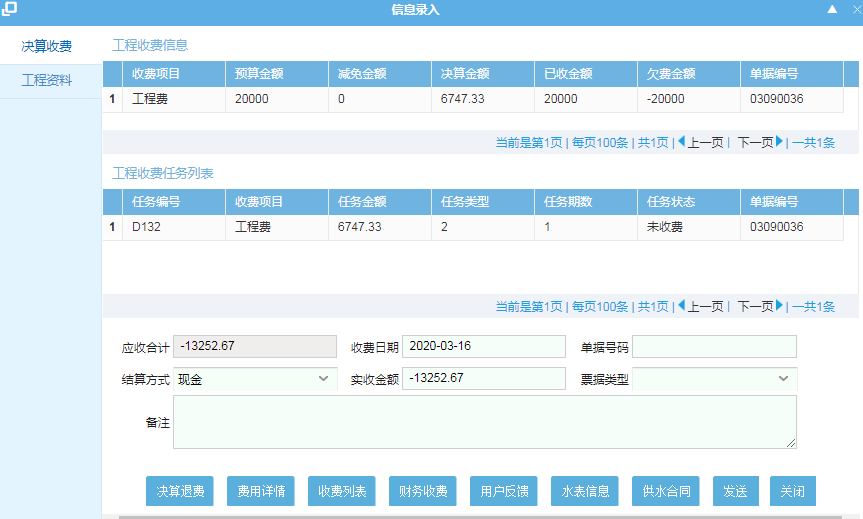 信息录入
决算收费
工程资料
工程收费信息
收费项目 预算金额 减免金额 决算金额 已收金额 欠费金额 单据编号
1 工程费 20000 0 6747.33 20000 -20000 03090036
当前是第1页 | 每页100条 | 共1页 | 上一页 | 下一页 | 一共1条
工程收费任务列表
任务编号 收费项目 任务金额 任务类型 任务期数 任务状态 单据编号
1 D132 工程费 6747.33 2 1 未收费 03090036
当前是第1页 | 每页100条 | 共1页 | 上一页 | 下一页 | 一共1条
应收合计 -13252.67 收费日期 2020-03-16 单据号码
结算方式 现金 实收金额 -13252.67 票据类型
备注
决算退费 费用详情 收费列表 财务收费 用户反馈 水表信息 供水合同 发送 关闭